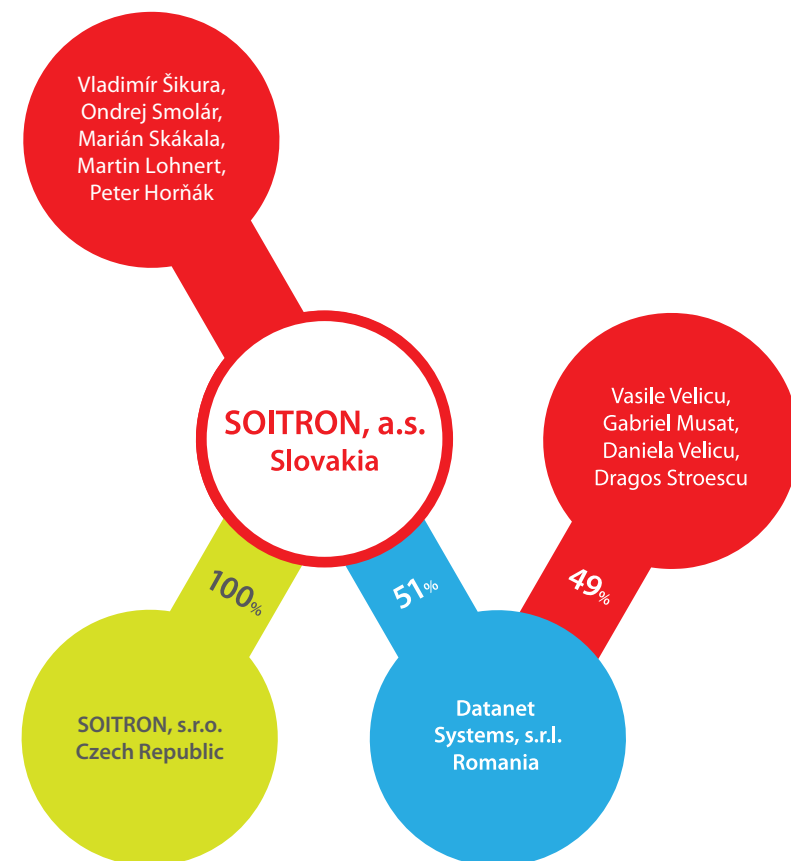 Vladimír Šikura,
Ondrej Smolár,
Marián Skákala,
Martin Lohnert,
Peter Horňák
SOITRON, a.s.
Slovakia
Vasile Velicu,
Gabriel Musat,
Daniela Velicu,
Dragos Stroescu
100%
51%
49%
SOITRON, s.r.o.
Czech Republic
Datanet
Systems, s.r.l.
Romania